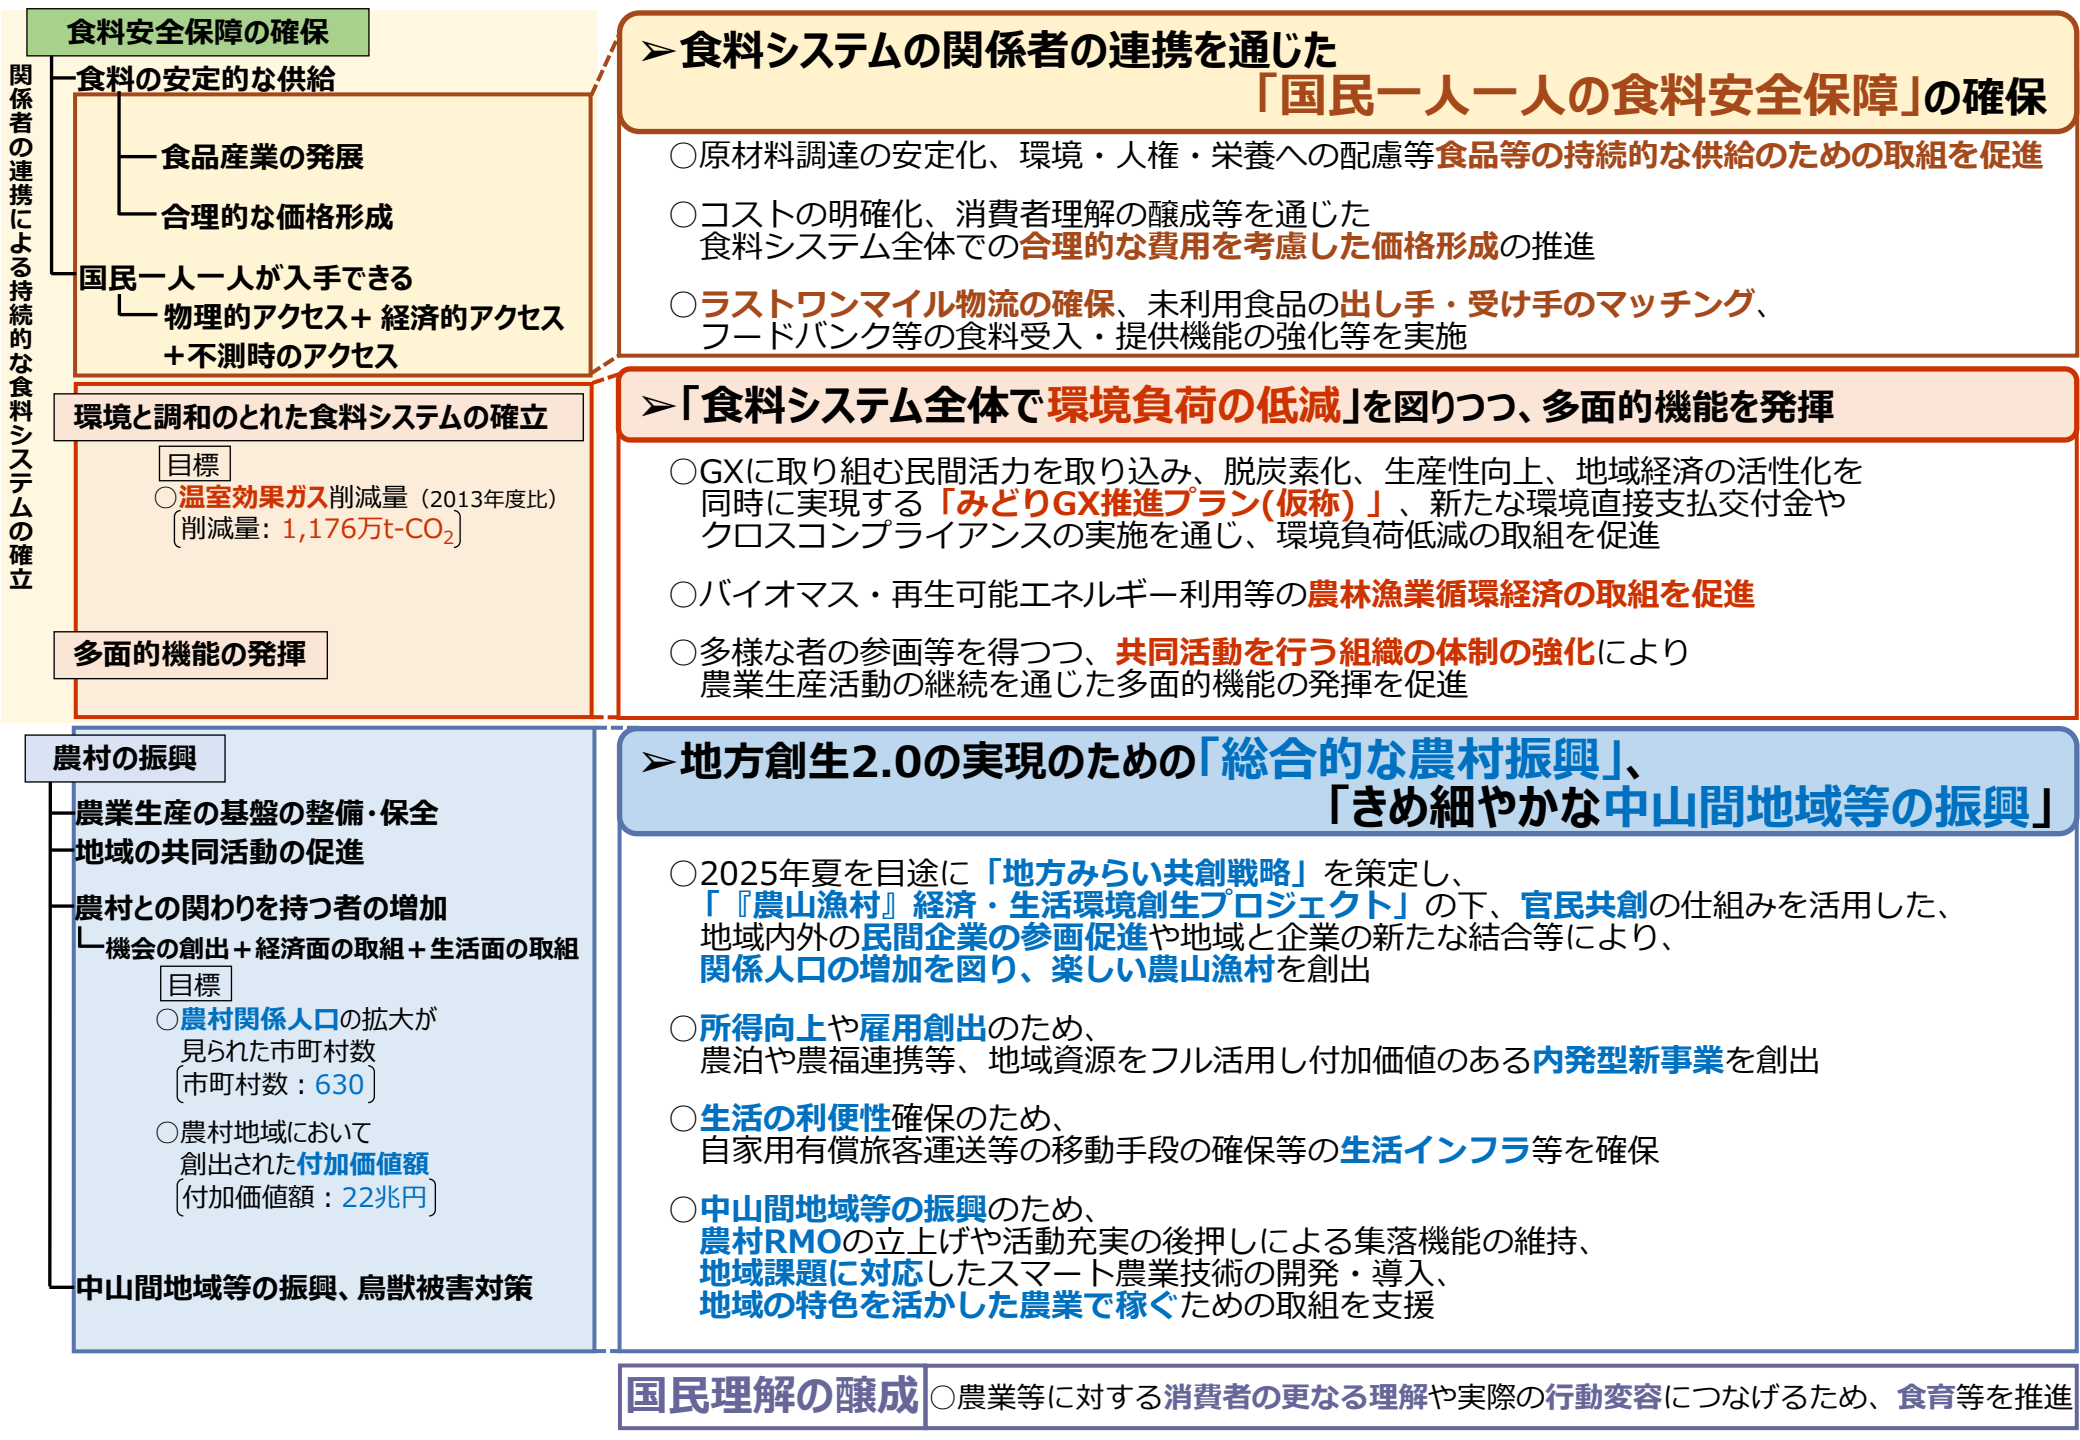 食料安全保障の確保
関係者の連携による持続的な食料システムの確立
食料の安定的な供給
食品産業の発展
合理的な価格形成
国民一人一人が入手できる
物理的アクセス+ 経済的アクセス
+不測時のアクセス
➢食料システムの関係者の連携を通じた
「国民一人一人の食料安全保障」の確保
○原材料調達の安定化、環境・人権・栄養への配慮等食品等の持続的な供給のための取組を促進
○コストの明確化、消費者理解の醸成等を通じた
食料システム全体での合理的な費用を考慮した価格形成の推進
○ラストワンマイル物流の確保、未利用食品の出し手・受け手のマッチング、
フードバンク等の食料受入・提供機能の強化等を実施
環境と調和のとれた食料システムの確立
目標
○温室効果ガス削減量（2013年度比）
削減量: 1,176万t-CO2
多面的機能の発揮
➢「食料システム全体で環境負荷の低減」を図りつつ、多面的機能を発揮
○GXに取り組む民間活力を取り込み、脱炭素化、生産性向上、地域経済の活性化を
同時に実現する「みどりGX推進プラン(仮称) 」、新たな環境直接支払交付金や
クロスコンプライアンスの実施を通じ、環境負荷低減の取組を促進
○バイオマス・再生可能エネルギー利用等の農林漁業循環経済の取組を促進
○多様な者の参画等を得つつ、共同活動を行う組織の体制の強化により
農業生産活動の継続を通じた多面的機能の発揮を促進
農村の振興
農業生産の基盤の整備･保全
地域の共同活動の促進
農村との関わりを持つ者の増加
機会の創出+経済面の取組+生活面の取組
目標
○農村関係人口の拡大が
見られた市町村数
市町村数：630
○農村地域において
創出された付加価値額
付加価値額：22兆円
中山間地域等の振興、鳥獣被害対策
➢地方創生2.0の実現のための「総合的な農村振興」、
「きめ細やかな中山間地域等の振興」
○2025年夏を目途に「地方みらい共創戦略」を策定し、
「『農山漁村』経済・生活環境創生プロジェクト」の下、官民共創の仕組みを活用した、
地域内外の民間企業の参画促進や地域と企業の新たな結合等により、
関係人口の増加を図り、楽しい農山漁村を創出
○所得向上や雇用創出のため、
農泊や農福連携等、地域資源をフル活用し付加価値のある内発型新事業を創出
○生活の利便性確保のため、
自家用有償旅客運送等の移動手段の確保等の生活インフラ等を確保
○中山間地域等の振興のため、
農村RMOの立上げや活動充実の後押しによる集落機能の維持、
地域課題に対応したスマート農業技術の開発・導入、
地域の特色を活かした農業で稼ぐための取組を支援
国民理解の醸成
○農業等に対する消費者の更なる理解や実際の行動変容につなげるため、食育等を推進